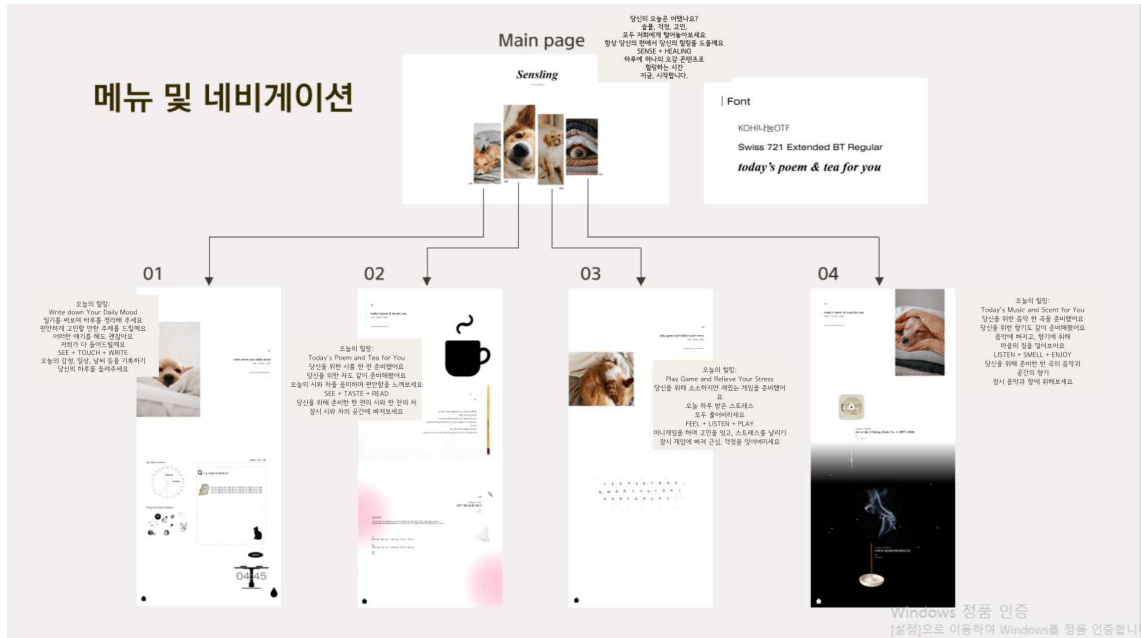 메뉴 및 네비게이션
Main page
당신의 오늘은 어땠나요?
슬픔, 걱정, 고민,
모두 저희에게 털어놓아보세요
항상 당신의 편에서 당신의 힐링을 도울께요
SENSE + HEALING
하루에 하나의 오감 콘텐츠로
힐링하는 시간
지금, 시작합니다.
Sensling
Font
KOHI나눔OTF
Swiss 721 Extended BT Regular
today's poem & tea for you
01
오늘의 힐링:
Write down Your Daily Mood
일기를 써보며 하루를 정리해 주세요
편안하게 고민할 만한 주제를 드릴께요
어떠한 얘기를 해도 괜찮아요
저희가 다 들어드릴께요
SEE + TOUCH + WRITE
오늘의 감정, 일상, 날씨 등을 기록하기
당신의 하루를 들려주세요
write down your daily mood
04:45
02
today's poem & tea for you
오늘의 힐링:
Today's Poem and Tea for You
당신을 위한 시를 한 편 준비했어요
당신을 위한 차도 같이 준비해봤어요
오늘의 시와 차를 음미하며 편안함을 느껴보세요
SEE + TASTE + READ
당신을 위해 준비한 한 편의 시와 한 잔의 차
잠시 시와 차의 공간에 빠져보세요
03
play game and relieve your stress
오늘의 힐링:
Play Game and Relieve Your Stress
당신을 위해 소소하지만 재밌는 게임을 준비했어
요
오늘 하루 받은 스트레스
모두 풀어버리세요
FEEL + LISTEN + PLAY
미니게임을 하며 고민을 잊고, 스트레스를 날리기
잠시 게임에 빠져 근심, 걱정을 잊어버리세요
04
today's music & scent for you
오늘의 힐링:
Today's Music and Scent for You
당신을 위한 음악 한 곡을 준비했어요
당신을 위한 향기도 같이 준비해봤어요
음악에 빠지고, 향기에 취해
마음의 짐을 덜어보아요
LISTEN + SMELL + ENJOY
당신을 위해 준비한 한 곡의 음악과
공간의 향기
잠시 음악과 향에 취해보세요
Windows 정품 인증
[설정]으로 이동하여 Windows를 정품 인증합니